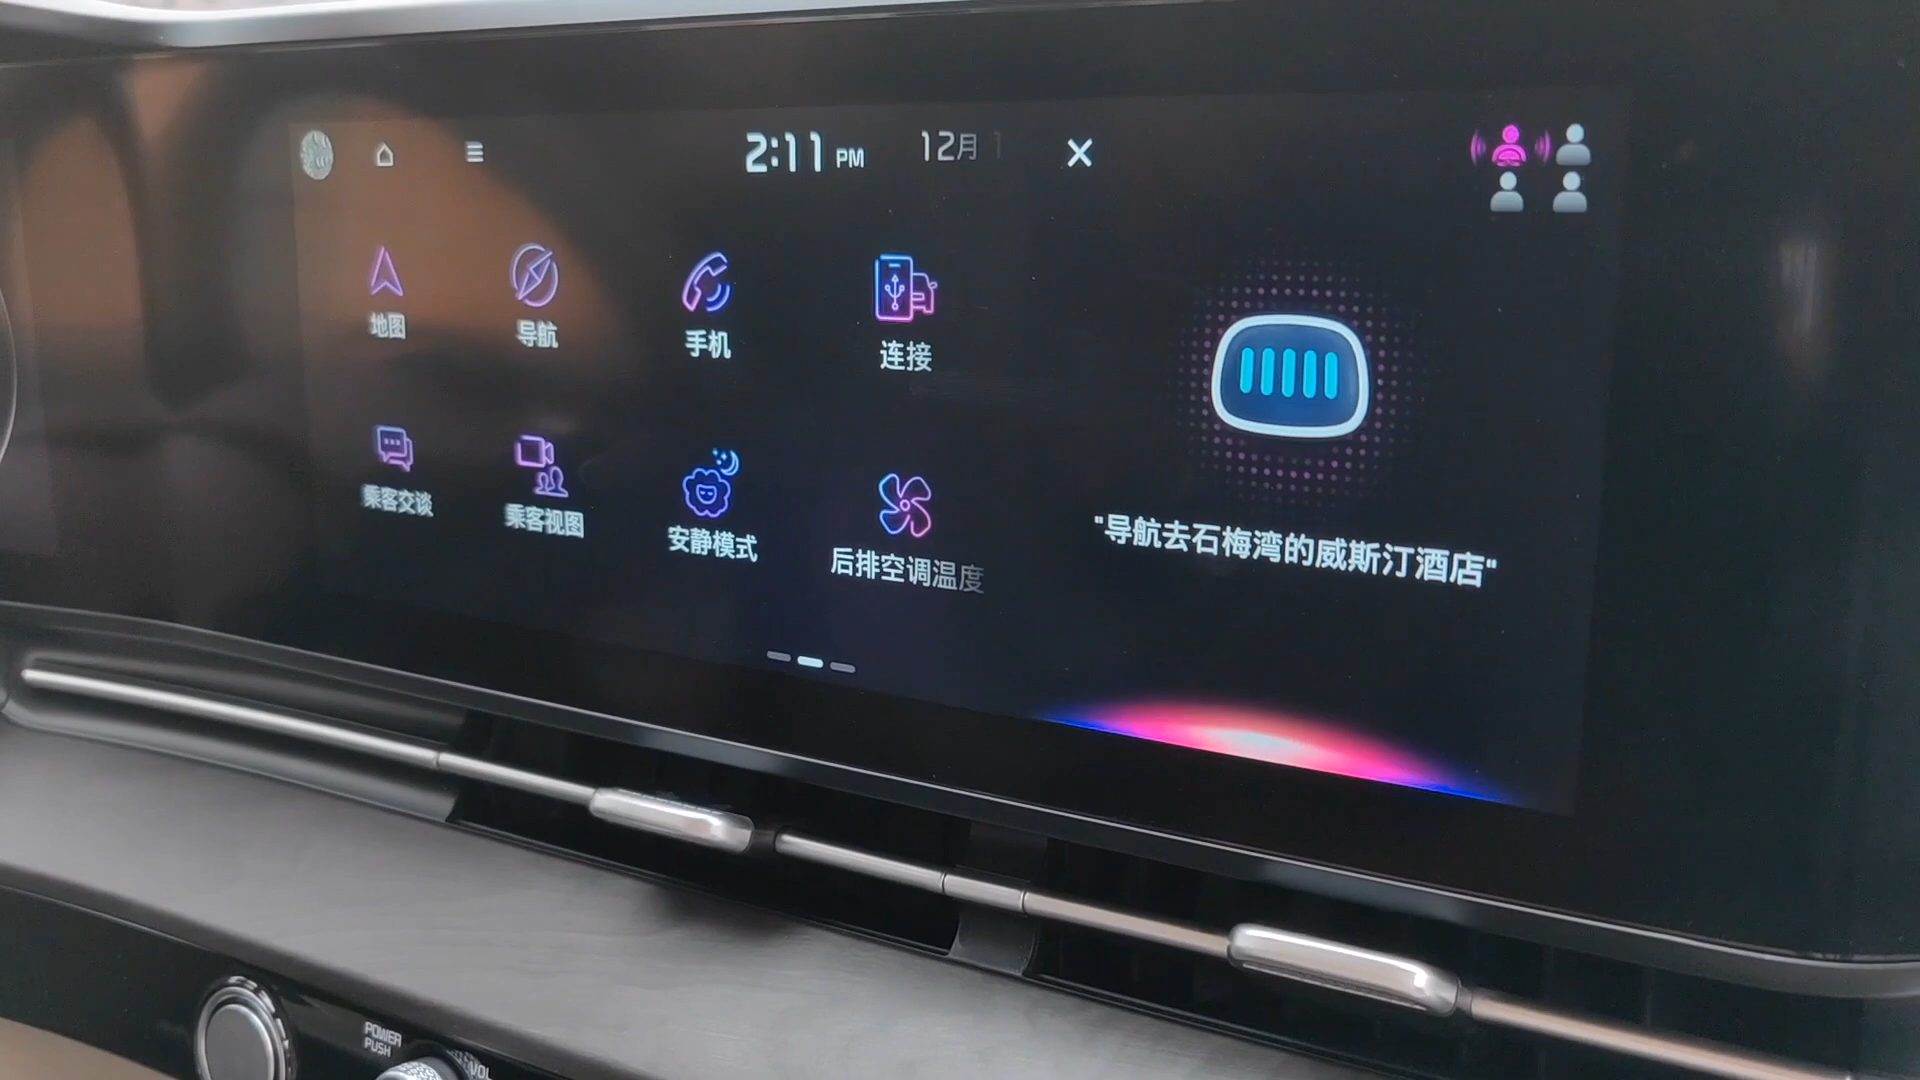 2:11 PM
12月 1
地图
导航
手机
连接
乘客交谈
乘客视图
安静模式
后排空调温度
"导航去石梅湾的威斯汀酒店"
POWER
PUSH
VOL